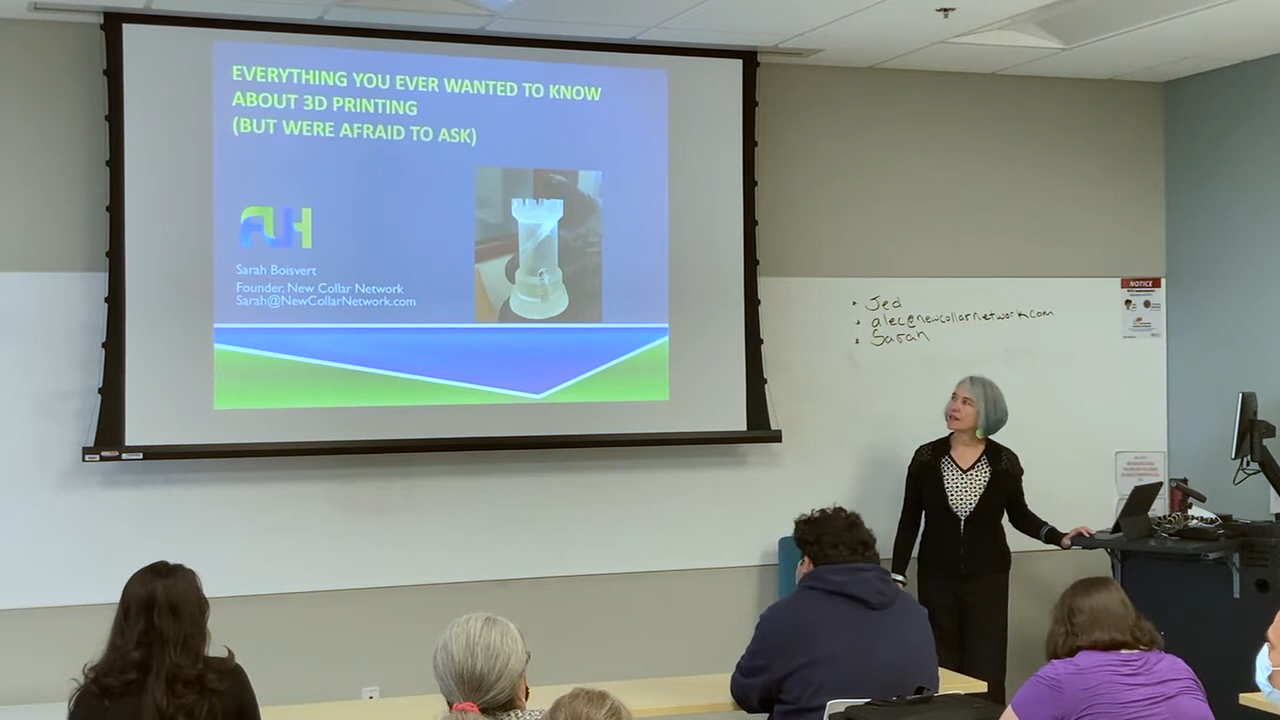 EVERYTHING YOU EVER WANTED TO KNOW
ABOUT 3D PRINTING
(BUT WERE AFRAID TO ASK)
FUH
Sarah Boisvert
Founder, New Collar Network
Sarah@NewCollarNetwork.com
• Jed
• alec@newcollarnetwork.com
• Sarah
NOTICE